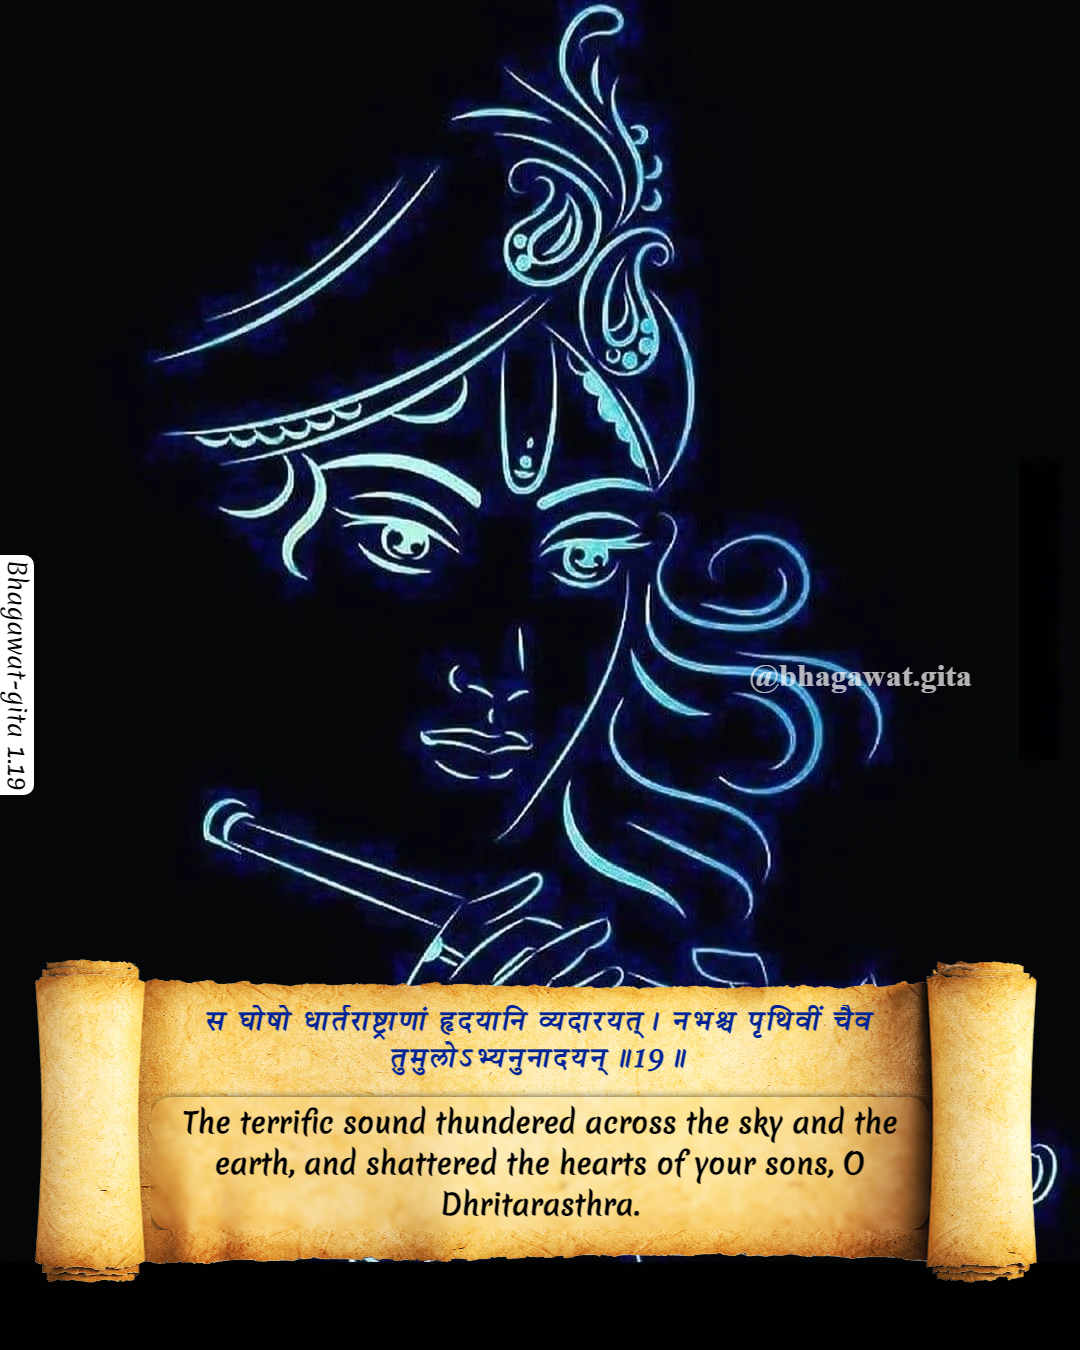 Bhagawat-gita 1.19
@bhagawat.gita
स घोषो धार्तराष्ट्राणां हृदयानि व्यदारयत् । नभश्च पृथिवीं चैव
तुमुलोऽभ्यनुनादयन् ॥19॥
The terrific sound thundered across the sky and the
earth, and shattered the hearts of your sons, O
Dhritarasthra.